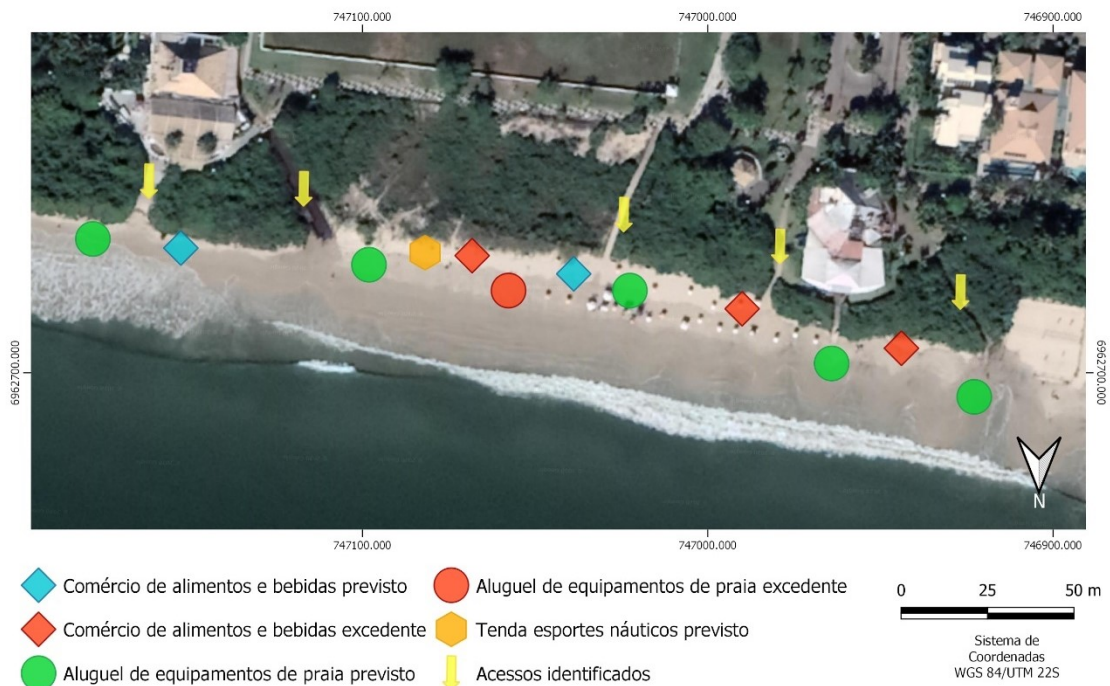 747100.000
747000.000
746900.000
6962700.000
6962700.000
N
747100.000
747000.000
746900.000
Comércio de alimentos e bebidas previsto
Aluguel de equipamentos de praia excedente
Comércio de alimentos e bebidas excedente
Tenda esportes náuticos previsto
Aluguel de equipamentos de praia previsto
Acessos identificados
0 25 50 m
Sistema de
Coordenadas
WGS 84/UTM 22S